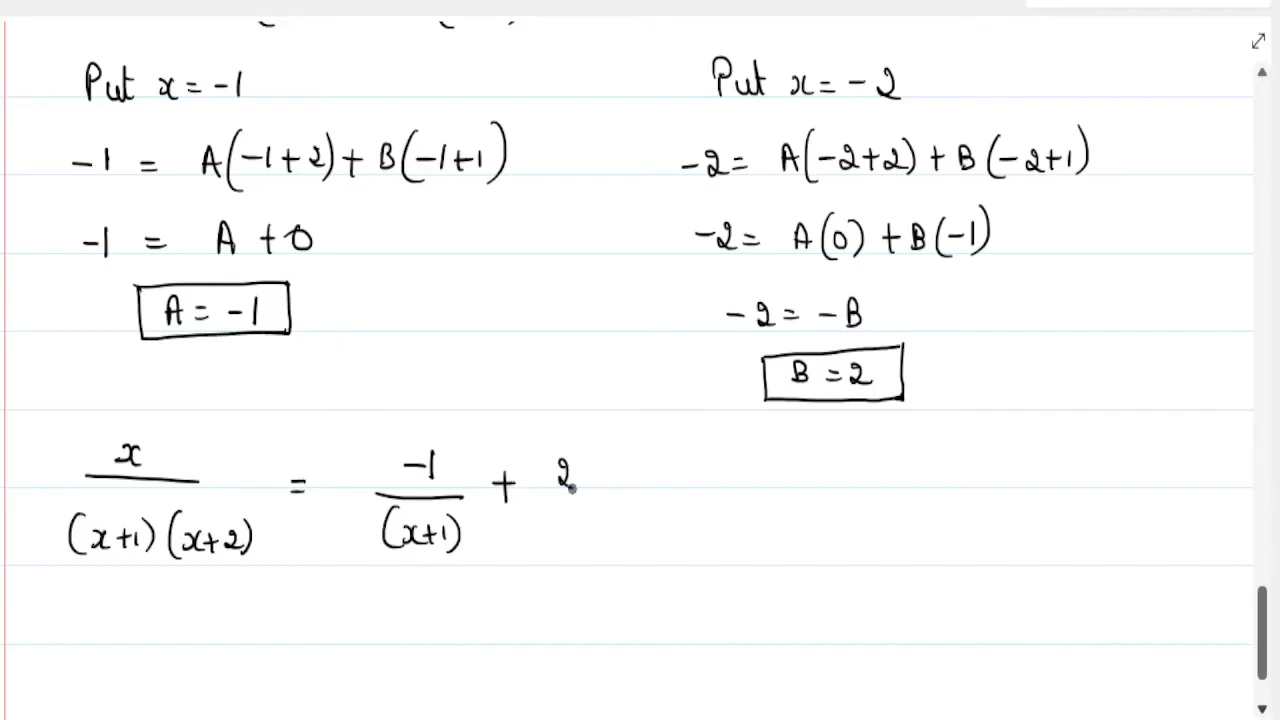 Put x = -1
-1 = A(-1+2) + B(-1+1)
-1 = A + 0
A = -1
Put x = -2
-2 = A(-2+2) + B(-2+1)
-2 = A(0) + B(-1)
-2 = -B
B = 2
x/((x+1)(x+2)) = -1/(x+1) + 2